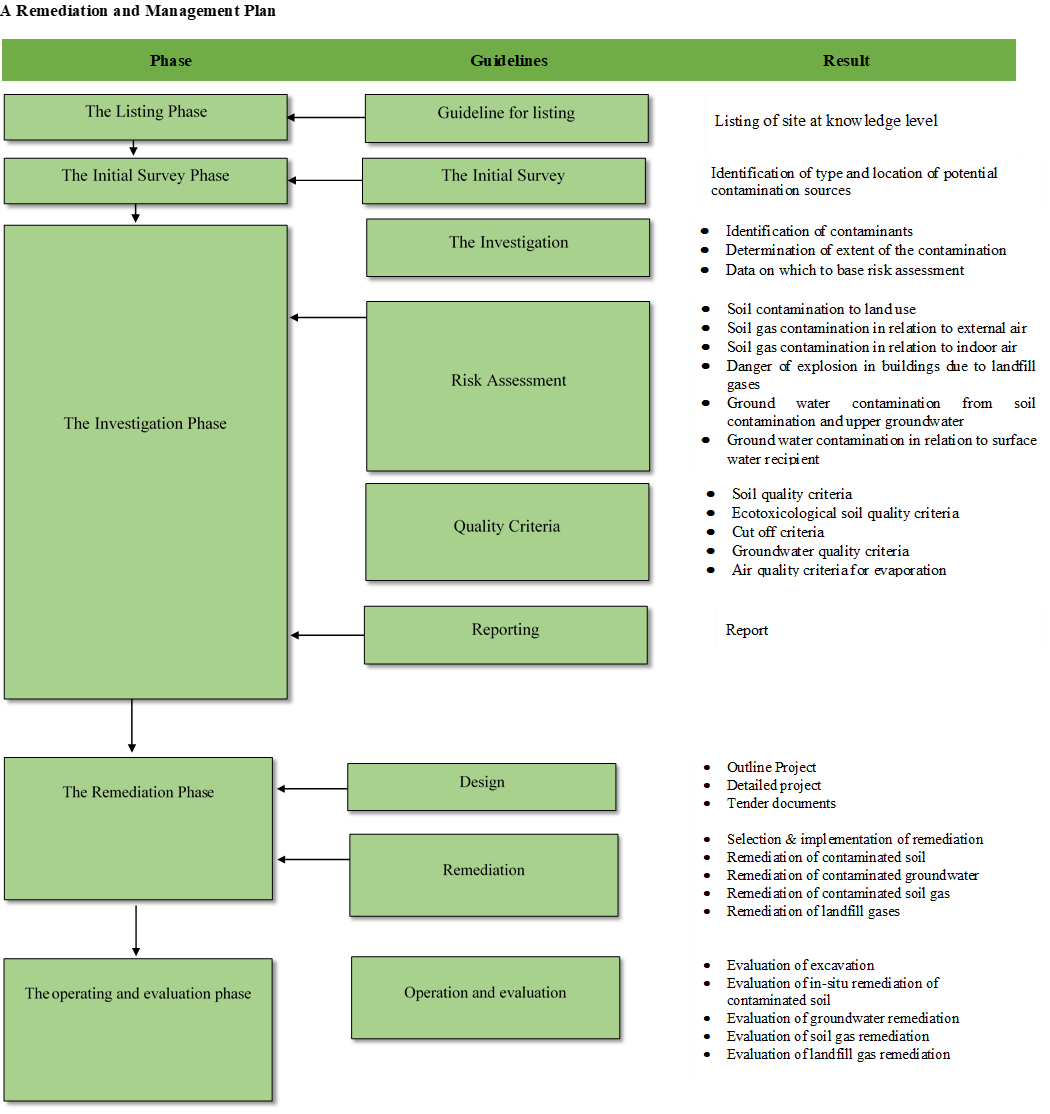 A Remediation and Management Plan
Phase Guidelines Result
The Listing Phase
Guideline for listing
Listing of site at knowledge level
The Initial Survey Phase
The Initial Survey
Identification of type and location of potential
contamination sources
The Investigation Phase
The Investigation
● Identification of contaminants
● Determination of extent of the contamination
● Data on which to base risk assessment
Risk Assessment
● Soil contamination to land use
● Soil gas contamination in relation to external air
● Soil gas contamination in relation to indoor air
● Danger of explosion in buildings due to landfill
gases
● Ground water contamination from soil
contamination and upper groundwater
● Ground water contamination in relation to surface
water recipient
Quality Criteria
● Soil quality criteria
● Ecotoxicological soil quality criteria
● Cut off criteria
● Groundwater quality criteria
● Air quality criteria for evaporation
Reporting
Report
The Remediation Phase
Design
● Outline Project
● Detailed project
● Tender documents
Remediation
● Selection & implementation of remediation
● Remediation of contaminated soil
● Remediation of contaminated groundwater
● Remediation of contaminated soil gas
● Remediation of landfill gases
The operating and evaluation phase
Operation and evaluation
● Evaluation of excavation
● Evaluation of in-situ remediation of
contaminated soil
● Evaluation of groundwater remediation
● Evaluation of soil gas remediation
● Evaluation of landfill gas remediation